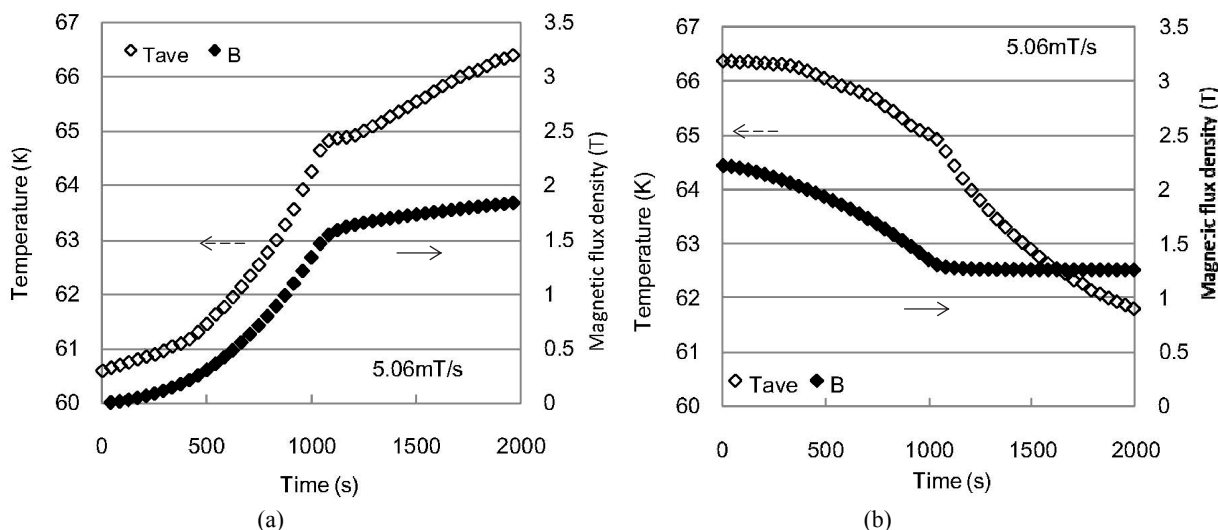 67
66
65
64
63
62
61
60
Temperature (K)
Tave B
5.06mT/s
3.5
3
2.5
2
1.5
1
0.5
0
Magnetic flux density (T)
0 500 1000 1500 2000
Time (s)
(a)
67
66
65
64
63
62
61
60
Temperature (K)
5.06mT/s
Tave B
3.5
3
2.5
2
1.5
1
0.5
0
Magnetic flux density (T)
0 500 1000 1500 2000
Time (s)
(b)